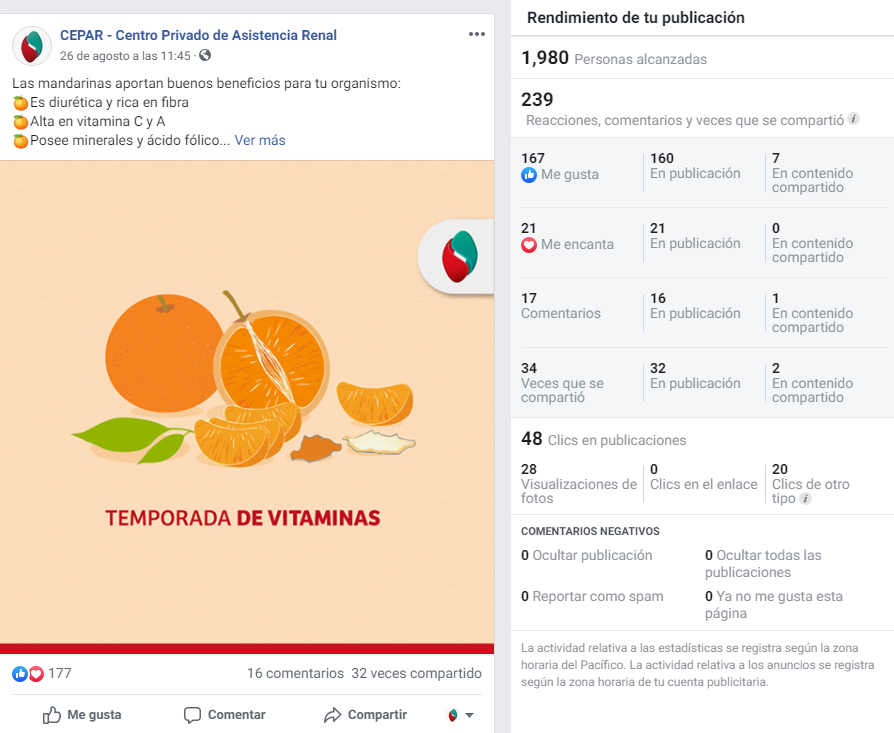 CEPAR - Centro Privado de Asistencia Renal
26 de agosto a las 11:45 ·
Las mandarinas aportan buenos beneficios para tu organismo:
Es diurética y rica en fibra
Alta en vitamina C y A
Posee minerales y ácido fólico... Ver más
TEMPORADA DE VITAMINAS
177
16 comentarios 32 veces compartido
Me gusta Comentar Compartir
Rendimiento de tu publicación
1,980 Personas alcanzadas
239
Reacciones, comentarios y veces que se compartió
167
Me gusta
160
En publicación
7
En contenido
compartido
21
Me encanta
21
En publicación
0
En contenido
compartido
17
Comentarios
16
En publicación
1
En contenido
compartido
34
Veces que se
compartió
32
En publicación
2
En contenido
compartido
48 Clics en publicaciones
28
Visualizaciones de
fotos
0
Clics en el enlace
20
Clics de otro
tipo
COMENTARIOS NEGATIVOS
0 Ocultar publicación
0 Ocultar todas las
publicaciones
0 Reportar como spam
0 Ya no me gusta esta
página
La actividad relativa a las estadísticas se registra según la zona
horaria del Pacífico. La actividad relativa a los anuncios se registra
según la zona horaria de tu cuenta publicitaria.